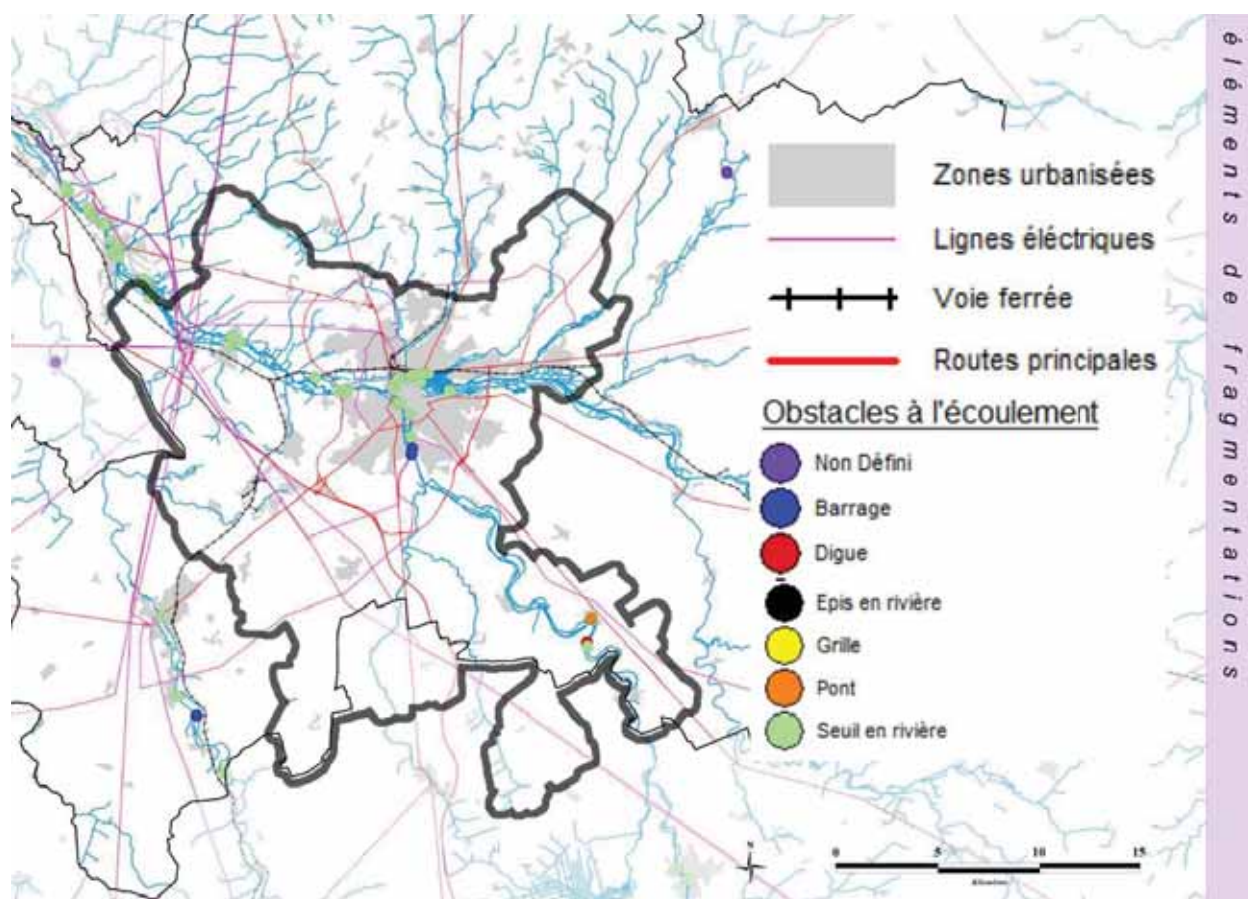 Zones urbanisées
Lignes éléctriques
Voie ferrée
Routes principales
Obstacles à l'écoulement
Non Défini
Barrage
Digue
Epis en rivière
Grille
Pont
Seuil en rivière
N
0 5 10 15
Kilomètres
éléments de fragmentations